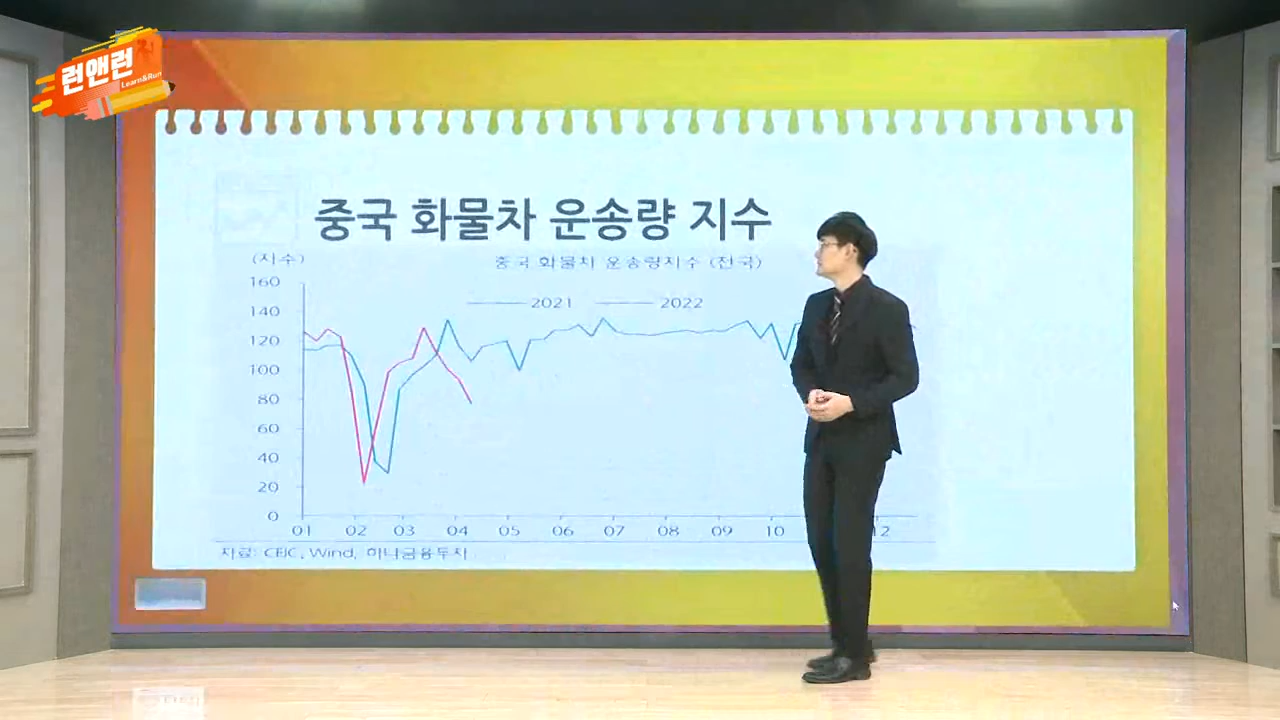 런앤런
Learn&Run
중국 화물차 운송량 지수
(지수)
중국 화물차 운송량지수 (전국)
2021
2022
160
140
120
100
80
60
40
20
0
01 02 03 04 05 06 07 08 09 10 12
자료: CEIC, Wind, 하나금융투자